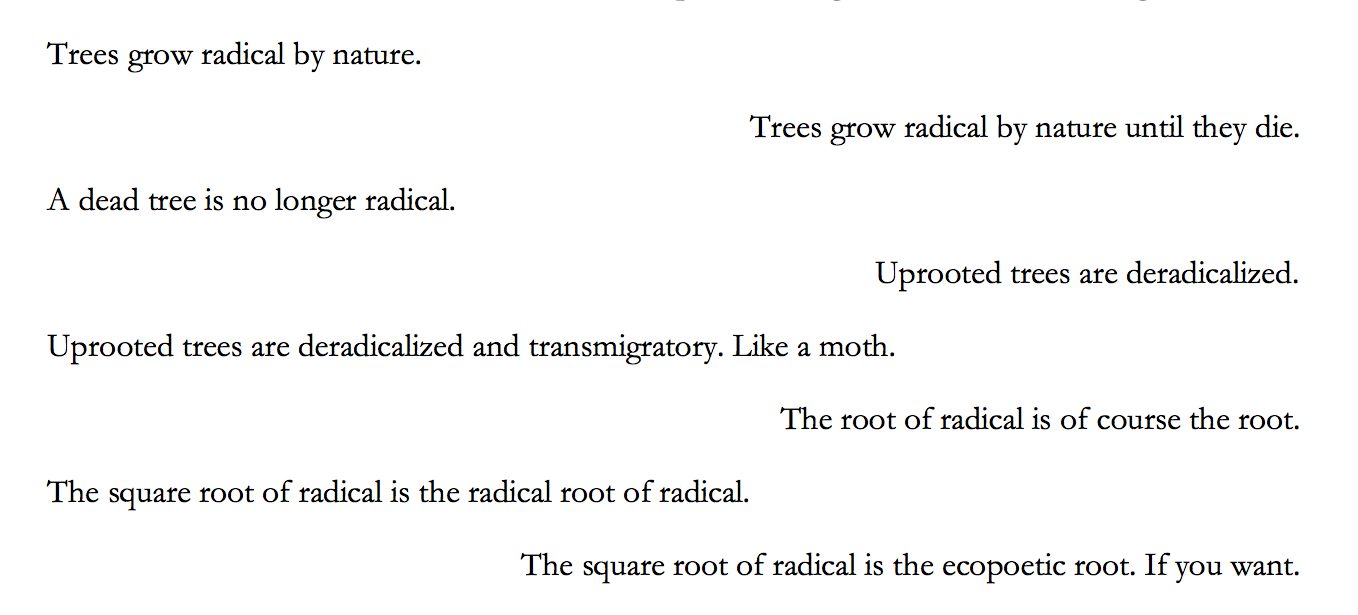 Trees grow radical by nature.
Trees grow radical by nature until they die.
A dead tree is no longer radical.
Uprooted trees are deradicalized.
Uprooted trees are deradicalized and transmigratory. Like a moth.
The root of radical is of course the root.
The square root of radical is the radical root of radical.
The square root of radical is the ecopoetic root. If you want.